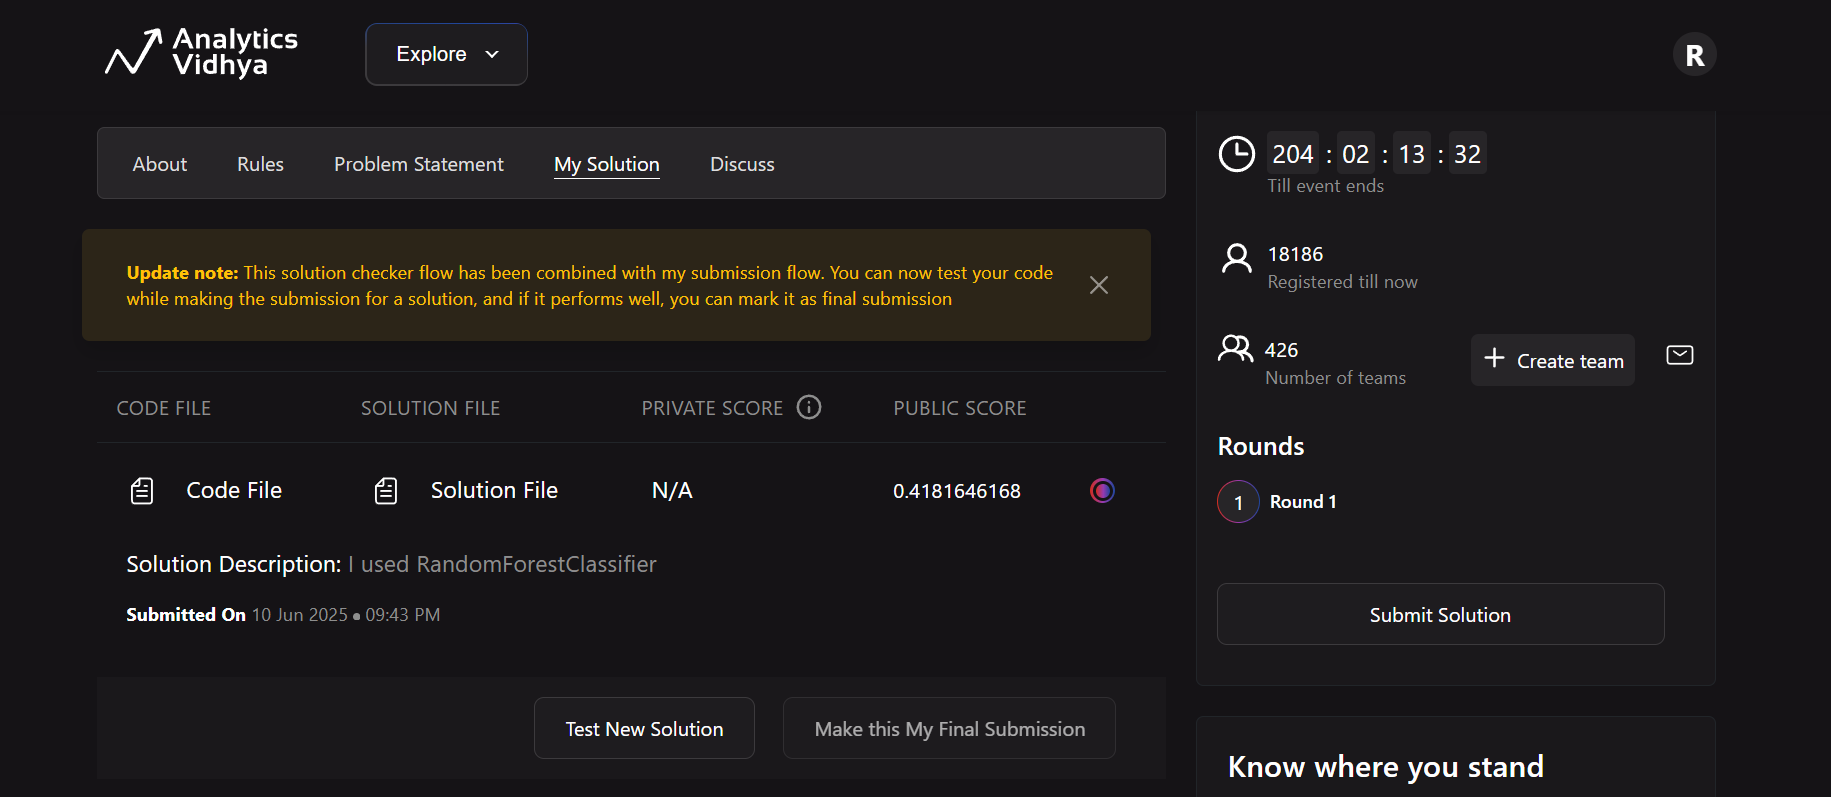 Analytics
Vidhya
Explore
R
About Rules Problem Statement My Solution Discuss
Update note: This solution checker flow has been combined with my submission flow. You can now test your code
while making the submission for a solution, and if it performs well, you can mark it as final submission
CODE FILE SOLUTION FILE PRIVATE SCORE PUBLIC SCORE
Code File Solution File N/A 0.4181646168
Solution Description: I used RandomForestClassifier
Submitted On 10 Jun 2025 • 09:43 PM
Test New Solution Make this My Final Submission
204 : 02 : 13 : 32
Till event ends
18186
Registered till now
426
Number of teams
+ Create team
Rounds
1 Round 1
Submit Solution
Know where you stand